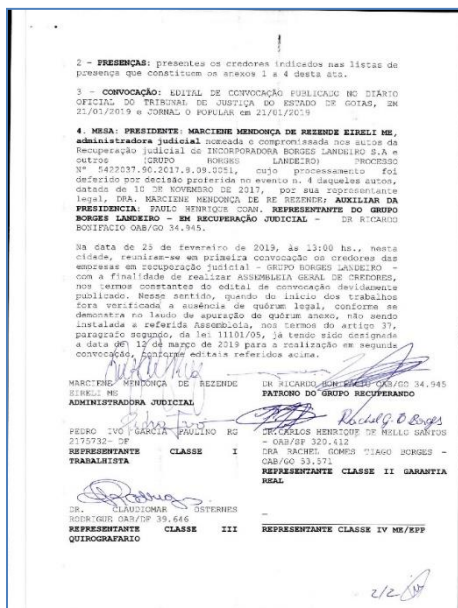 2 - PRESENÇAS: presentes os credores indicados nas listas de
presença que constituem os anexos 1 a 4 desta ata.
3 - CONVOCAÇÃO: EDITAL DE CONVOCAÇÃO PUBLICADO NO DIÁRIO
OFICIAL DO TRIBUNAL DE JUSTIÇA DO ESTADO DE GOIAS, EM
21/01/2019 e JORNAL O POPULAR em 21/01/2019
4. MESA: PRESIDENTE: MARCIENE MENDONÇA DE REZENDE EIRELI ME,
administradora judicial nomeada e compromissada nos autos da
Recuperação judicial de INCORPORADORA BORGES LANDEIRO S.A e
outros (GRUPO BORGES LANDEIRO) PROCESSO
Nº 5422037.90.2017.8.09.0051, cujo processamento foi
deferido por decisão proferida no evento n. 4 daqueles autos,
datada de 10 DE NOVEMBRO DE 2017, por sua representante
legal, DRA. MARCIENE MENDONÇA DE RE REZENDE; AUXILIAR DA
PRESIDENCIA: PAULO HENRIQUE COAN. REPRESENTANTE DO GRUPO
BORGES LANDEIRO - EM RECUPERAÇÃO JUDICIAL - DR RICARDO
BONIFACIO OAB/GO 34.945.
Na data de 25 de fevereiro de 2019, às 13:00 hs., nesta
cidade, reuniram-se em primeira convocação os credores das
empresas em recuperação judicial - GRUPO BORGES LANDEIRO -
com a finalidade de realizar ASSEMBLEIA GERAL DE CREDORES,
nos termos constantes do edital de convocação devidamente
publicado. Nesse sentido, quando do início dos trabalhos
fora verificada a ausência de quórum legal, conforme se
demonstra no laudo de apuração de quórum anexo, não sendo
instalada a referida Assembleia, nos termos do artigo 37,
paragrafo segundo, da lei 11101/05, já tendo sido designada
a data de 12 de março de 2019 para a realização em segunda
convocação, conforme editais referidos acima.
MARCIENE MENDONÇA DE REZENDE
EIRELI ME
ADMINISTRADORA JUDICIAL
DR RICARDO BONIFACIO OAB/GO 34.945
PATRONO DO GRUPO RECUPERANDO
Rachel G. B Borges
PEDRO IVO GARCIA PAULINO RG
2175732- DF
REPRESENTANTE CLASSE I
TRABALHISTA
DR.CARLOS HENRIQUE DE MELLO SANTOS
- OAB/SP 320.412
DRA RACHEL GOMES TIAGO BORGES -
OAB/GO 53.571
REPRESENTANTE CLASSE II GARANTIA
REAL
DR. CLAUDIOMAR OSTERNES
RODRIGUE OAB/DF 39.646
REPRESENTANTE CLASSE III
QUIROGRAFARIO
REPRESENTANTE CLASSE IV ME/EPP
2/2